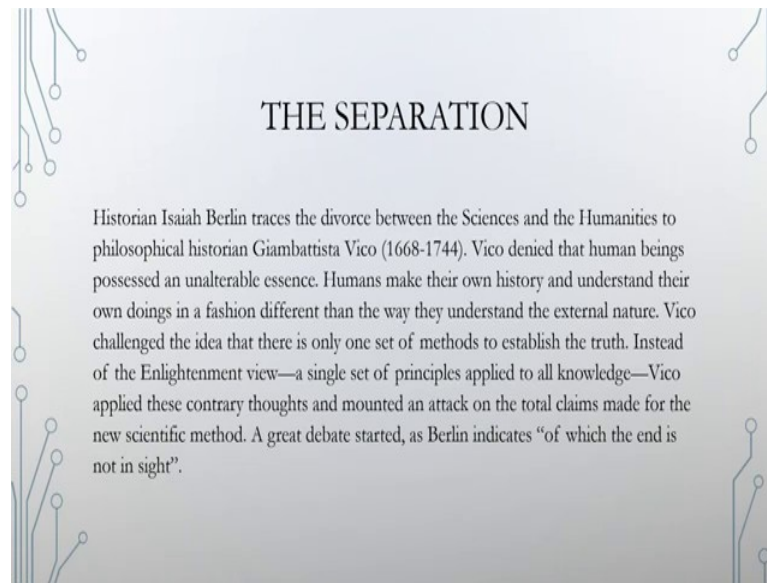 THE SEPARATION
Historian Isaiah Berlin traces the divorce between the Sciences and the Humanities to
philosophical historian Giambattista Vico (1668-1744). Vico denied that human beings
possessed an unalterable essence. Humans make their own history and understand their
own doings in a fashion different than the way they understand the external nature. Vico
challenged the idea that there is only one set of methods to establish the truth. Instead
of the Enlightenment view—a single set of principles applied to all knowledge—Vico
applied these contrary thoughts and mounted an attack on the total claims made for the
new scientific method. A great debate started, as Berlin indicates “of which the end is
not in sight”.